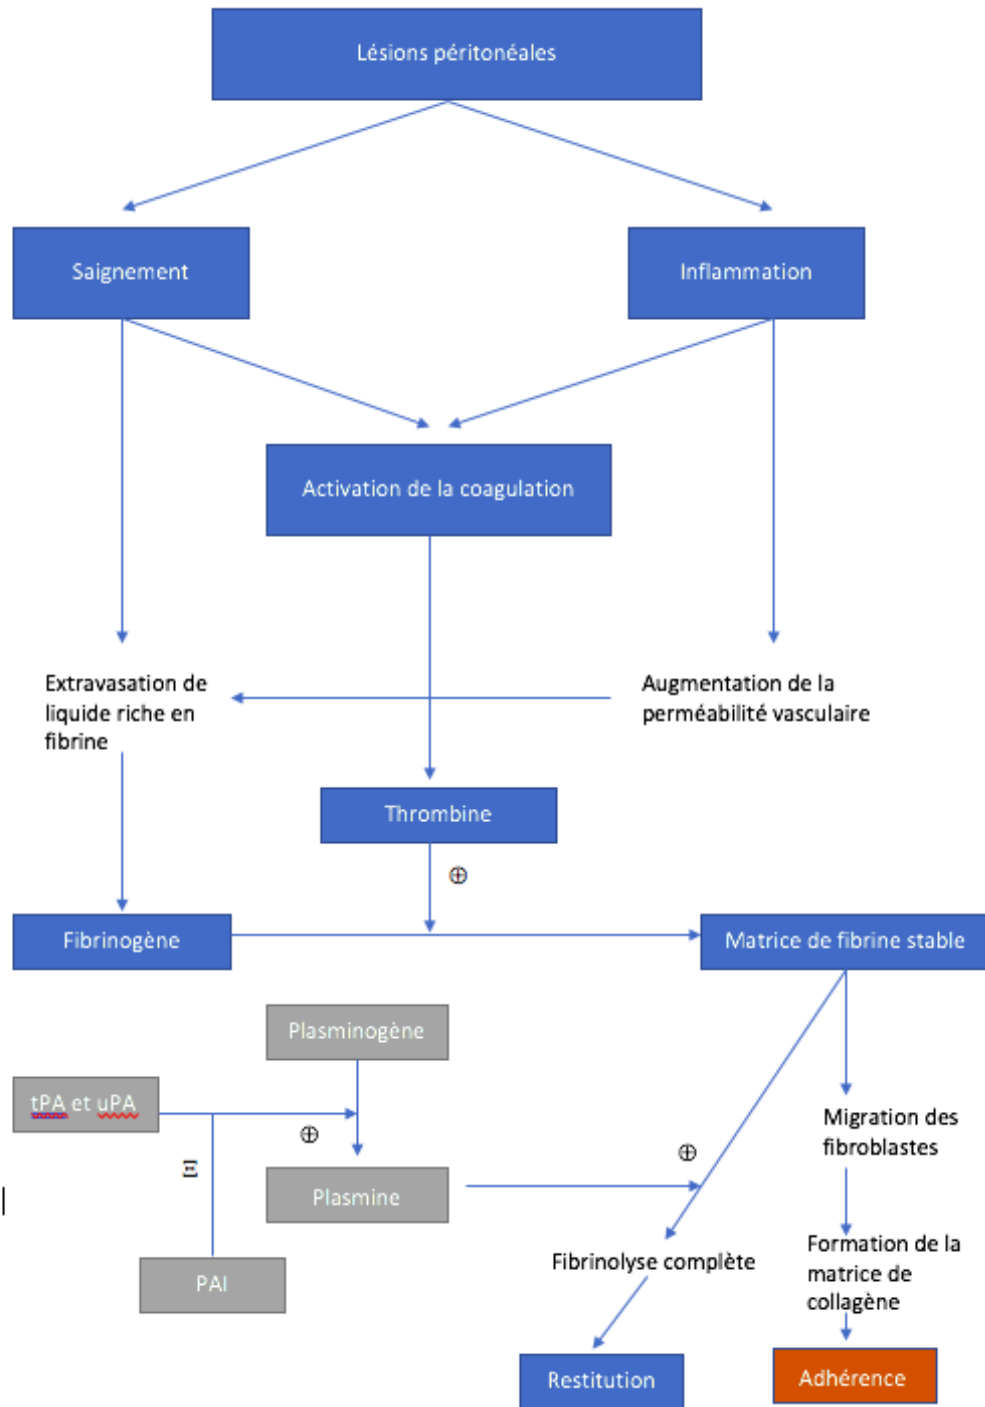 Lésions péritonéales
Saignement
Inflammation
Activation de la coagulation
Extravasation de
liquide riche en
fibrine
Augmentation de la
perméabilité vasculaire
Thrombine
⊕
Fibrinogène
Matrice de fibrine stable
Plasminogène
tPA et uPA
⊕
Ξ
Plasmine
⊕
PAI
Migration des
fibroblastes
Fibrinolyse complète
Formation de la
matrice de
collagène
Restitution
Adhérence